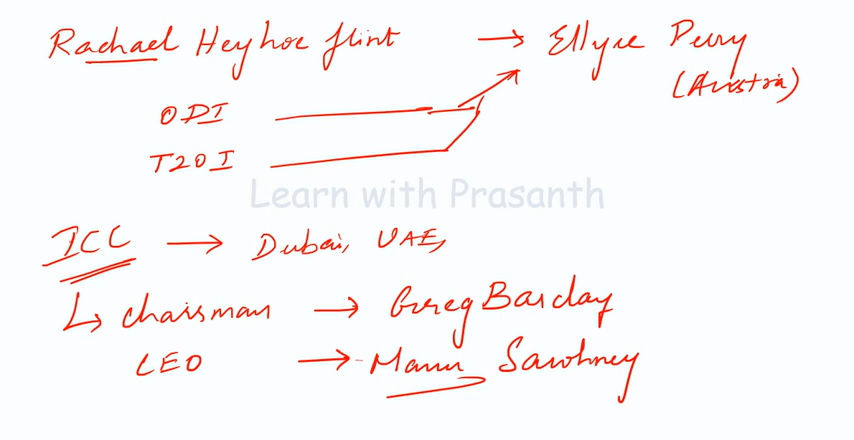 Rachael Heyhoe flint → Ellyse Perry
(Austria)
ODI
T20I
Learn with Prasanth
ICC → Dubai, UAE,
↳ chairman → Greg Barclay
CEO → Manu Sawhney